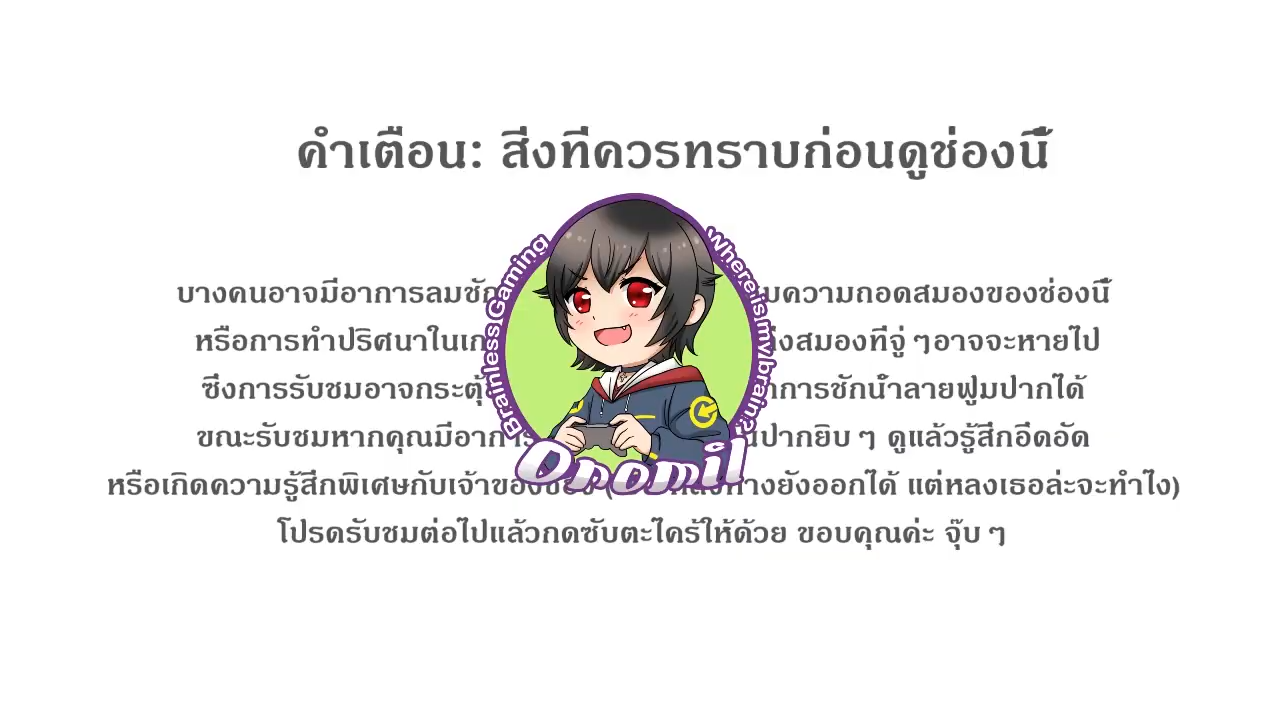 คำเตือน: สิ่งที่ควรทราบก่อนดูช่องนี้
Brainless Gaming
Where is my brain?
บางคนอาจมีอาการลมชัก ความถอดสมองของช่องนี้
หรือการทำปริศนาใน สมองที่จู่ ๆ อาจจะหายไป
ซึ่งการรับชมอาจกระตุ้ การชักน้ำลายฟูมปากได้
ขณะรับชมหากคุณมีอาการ ปากยิบ ๆ ดูแล้วรู้สึกอึดอัด
หรือเกิดความรู้สึกพิเศษกับเจ้าของช่อง ( ทางยังออกได้ แต่หลงเธอล่ะจะทำไง)
Onomil
โปรดรับชมต่อไปแล้วกดซับตะไคร้ให้ด้วย ขอบคุณค่ะ จุ๊บ ๆ